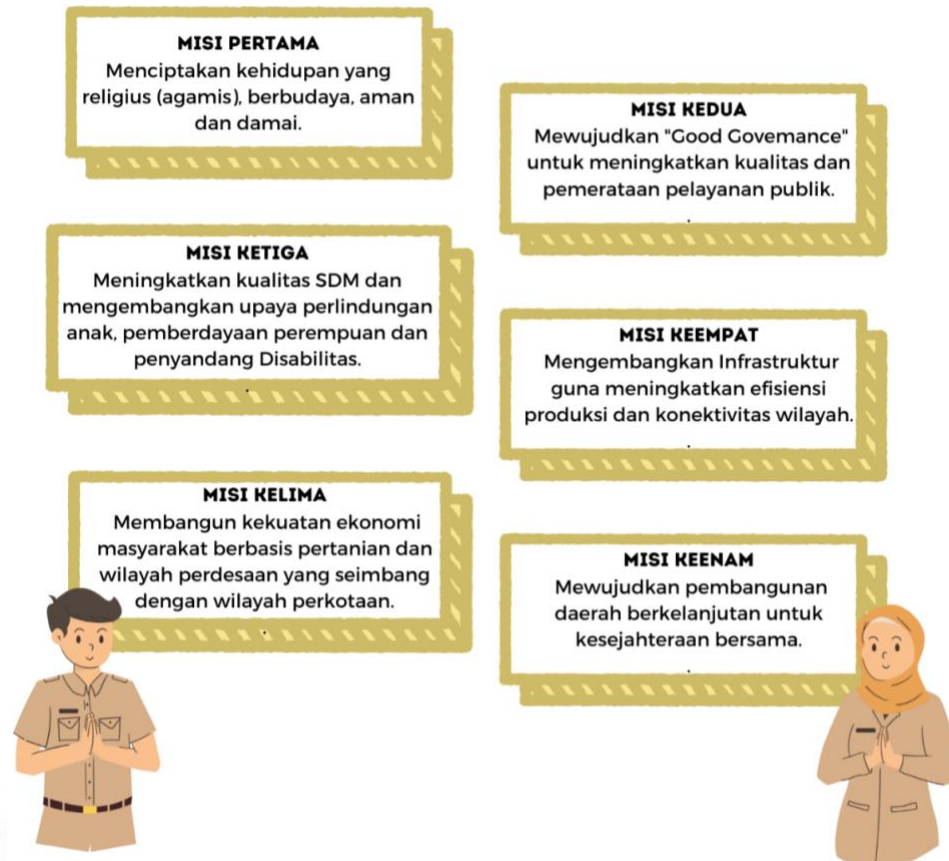 MISI PERTAMA
Menciptakan kehidupan yang
religius (agamis), berbudaya, aman
dan damai.
MISI KEDUA
Mewujudkan "Good Govemance"
untuk meningkatkan kualitas dan
pemerataan pelayanan publik.
.
MISI KETIGA
Meningkatkan kualitas SDM dan
mengembangkan upaya perlindungan
anak, pemberdayaan perempuan dan
penyandang Disabilitas.
.
MISI KEEMPAT
Mengembangkan Infrastruktur
guna meningkatkan efisiensi
produksi dan konektivitas wilayah.
.
MISI KELIMA
Membangun kekuatan ekonomi
masyarakat berbasis pertanian dan
wilayah perdesaan yang seimbang
dengan wilayah perkotaan.
.
MISI KEENAM
Mewujudkan pembangunan
daerah berkelanjutan untuk
kesejahteraan bersama.
.